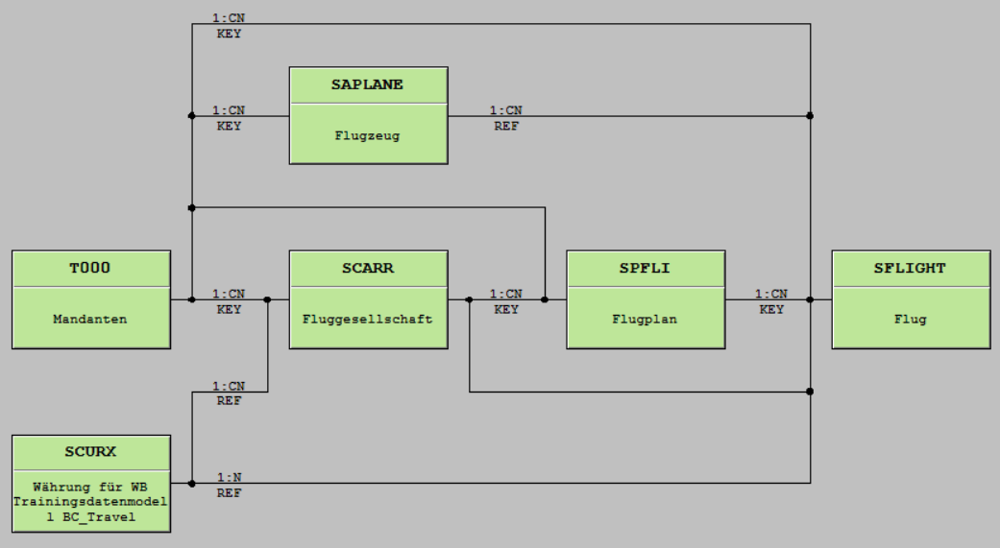 1:CN
KEY
SAPLANE
Flugzeug
1:CN
KEY
1:CN
REF
T000
Mandanten
1:CN
KEY
SCARR
Fluggesellschaft
1:CN
KEY
SPFLI
Flugplan
1:CN
KEY
SFLIGHT
Flug
1:CN
REF
SCURX
Währung für WB
Trainingsdatenmodel
l BC_Travel
1:N
REF